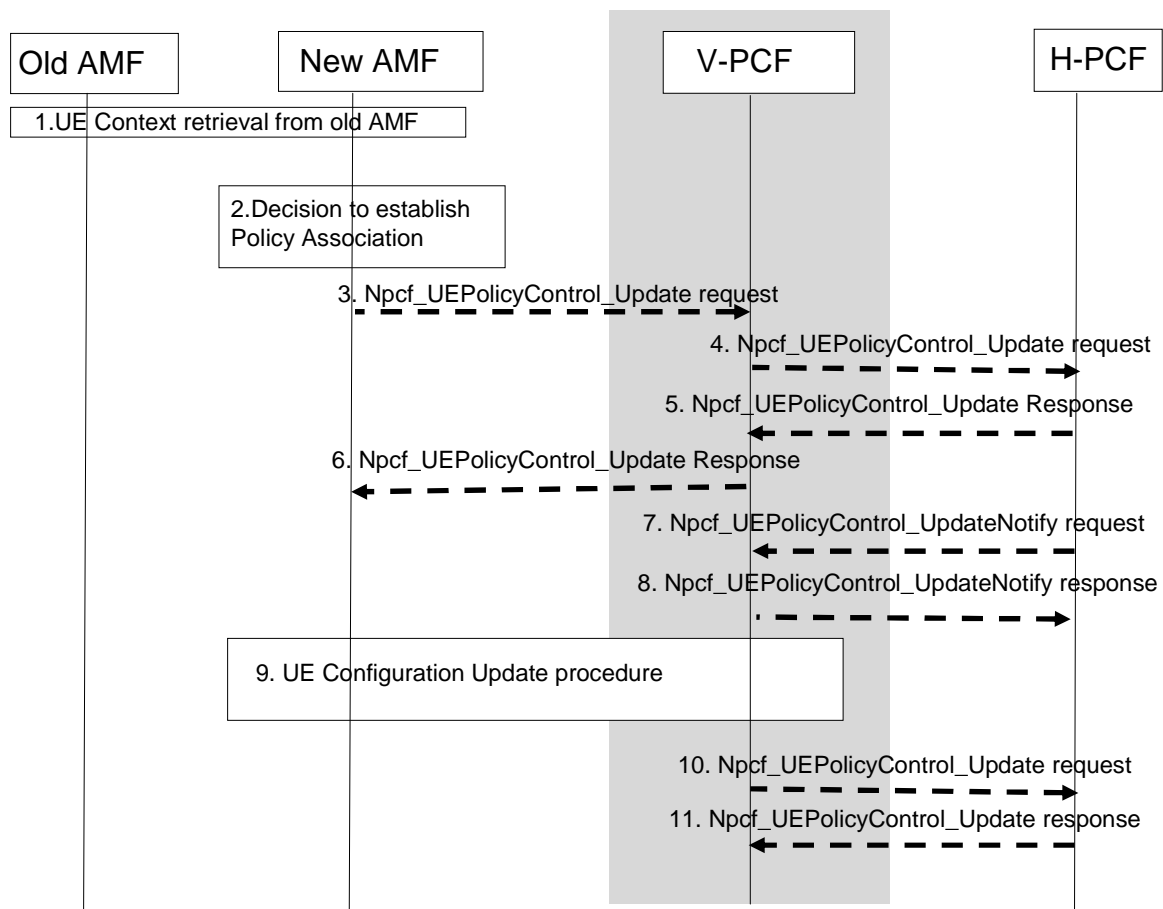 Old AMF
New AMF
V-PCF
H-PCF
1.UE Context retrieval from old AMF
2.Decision to establish
Policy Association
3. Npcf_UEPolicyControl_Update request
4. Npcf_UEPolicyControl_Update request
5. Npcf_UEPolicyControl_Update Response
6. Npcf_UEPolicyControl_Update Response
7. Npcf_UEPolicyControl_UpdateNotify request
8. Npcf_UEPolicyControl_UpdateNotify response
9. UE Configuration Update procedure
10. Npcf_UEPolicyControl_Update request
11. Npcf_UEPolicyControl_Update response